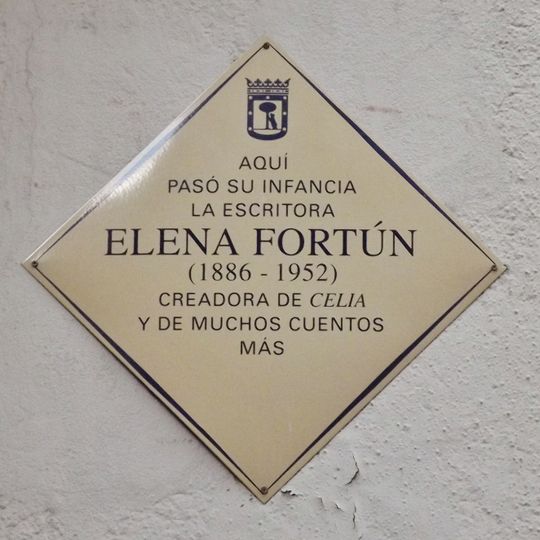 AQUÍ
PASÓ SU INFANCIA
LA ESCRITORA
ELENA FORTÚN
(1886 - 1952)
CREADORA DE CELIA
Y DE MUCHOS CUENTOS
MÁS